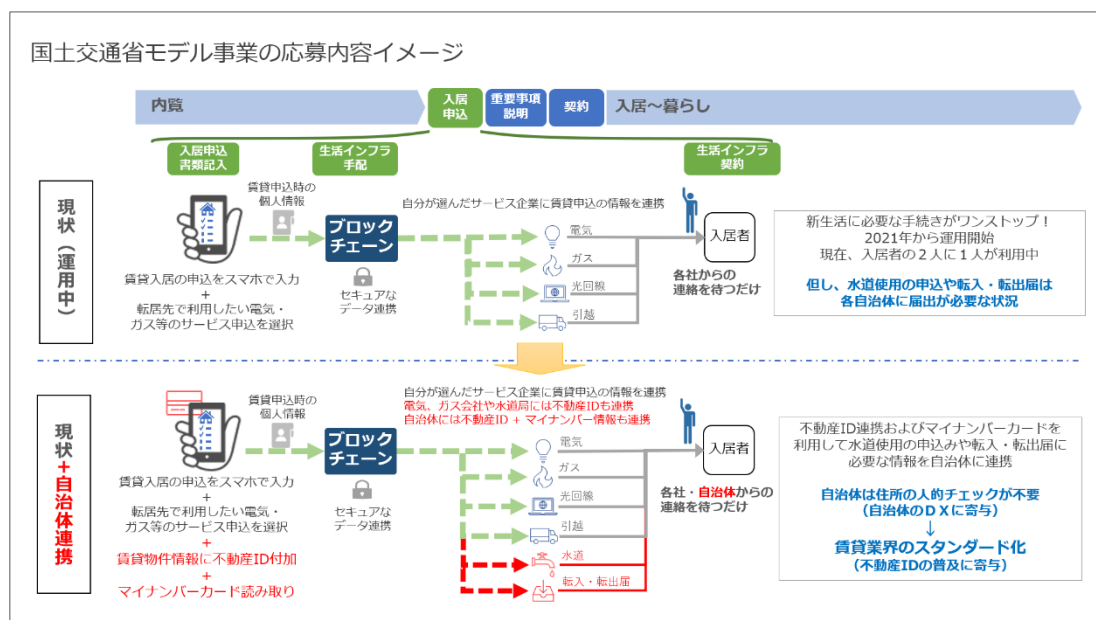 国土交通省モデル事業の応募内容イメージ
内覧
入居
申込
重要事項
説明
契約
入居~暮らし
入居申込
書類記入
生活インフラ
手配
生活インフラ
契約
現状(運用中)
賃貸申込時の
個人情報
ブロック
チェーン
セキュアな
データ連携
賃貸入居の申込をスマホで入力
+
転居先で利用したい電気・
ガス等のサービス申込を選択
自分が選んだサービス企業に賃貸申込の情報を連携
電気
ガス
光回線
引越
入居者
各社からの
連絡を待つだけ
新生活に必要な手続きがワンストップ!
2021年から運用開始
現在、入居者の2人に1人が利用中
但し、水道使用の申込や転入・転出届は
各自治体に届出が必要な状況
現状+自治体連携
賃貸申込時の
個人情報
ブロック
チェーン
セキュアな
データ連携
賃貸入居の申込をスマホで入力
+
転居先で利用したい電気・
ガス等のサービス申込を選択
+
賃貸物件情報に不動産ID付加
+
マイナンバーカード読み取り
自分が選んだサービス企業に賃貸申込の情報を連携
電気、ガス会社や水道局には不動産IDも連携
自治体には不動産ID + マイナンバー情報も連携
電気
ガス
光回線
引越
水道
転入・転出届
入居者
各社・自治体からの
連絡を待つだけ
不動産ID連携およびマイナンバーカードを
利用して水道使用の申込みや転入・転出届に
必要な情報を自治体に連携
自治体は住所の人的チェックが不要
(自治体のDXに寄与)
↓
賃貸業界のスタンダード化
(不動産IDの普及に寄与)